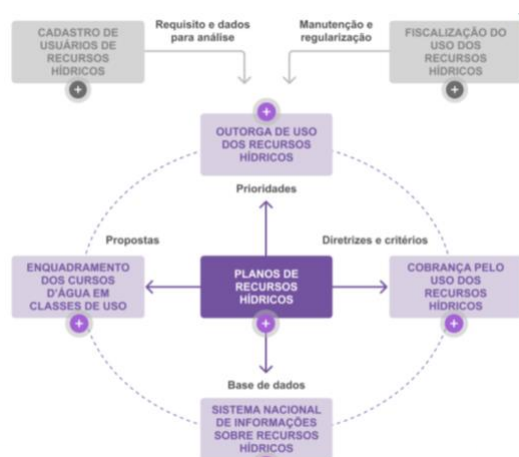 CADASTRO DE
USUÁRIOS DE
RECURSOS
HÍDRICOS
Requisito e dados
para análise
Manutenção e
regularização
FISCALIZAÇÃO DO
USO DOS
RECURSOS
HÍDRICOS
OUTORGA DE USO
DOS RECURSOS
HÍDRICOS
Prioridades
Propostas
Diretrizes e critérios
ENQUADRAMENTO
DOS CURSOS
D'ÁGUA EM
CLASSES DE USO
PLANOS DE
RECURSOS
HÍDRICOS
COBRANÇA PELO
USO DOS
RECURSOS
HÍDRICOS
Base de dados
SISTEMA NACIONAL
DE INFORMAÇÕES
SOBRE RECURSOS
HÍDRICOS